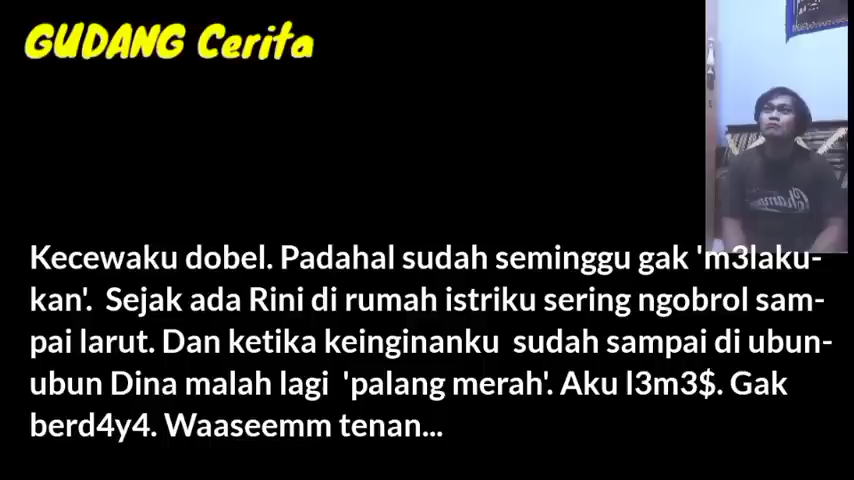 GUDANG Cerita
Kecewaku dobel. Padahal sudah seminggu gak 'm3laku-
kan'.  Sejak ada Rini di rumah istriku sering ngobrol sam-
pai larut. Dan ketika keinginanku  sudah sampai di ubun-
ubun Dina malah lagi  'palang merah'. Aku l3m3$. Gak
berd4y4. Waaseemm tenan...